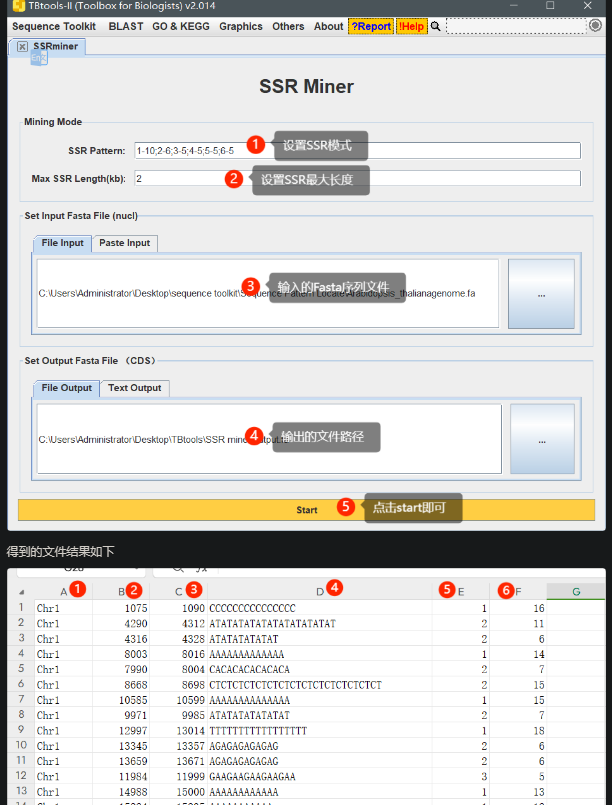 TBtools-II (Toolbox for Biologists) v2.014
Sequence Toolkit BLAST GO & KEGG Graphics Others About ?Report !Help
SSRminer
SSR Miner
Mining Mode
SSR Pattern: 1-10;2-6;3-5;4-5;5-5;6-5
1 设置SSR模式
Max SSR Length(kb): 2
2 设置SSR最大长度
Set Input Fasta File (nucl)
File Input Paste Input
3 输入的Fasta序列文件
C:\Users\Administrator\Desktop\sequence toolkit\Sequence Pattern Locate\Arabidopsis_thalianagenome.fa
...
Set Output Fasta File （CDS）
File Output Text Output
4 输出的文件路径
C:\Users\Administrator\Desktop\TBtools\SSR
...
Start
5 点击start即可
得到的文件结果如下
A 1 B 2 C 3 D 4 5 E 6 F G
1 Chr1 1075 1090 CCCCCCCCCCCCCCCC 1 16
2 Chr1 4290 4312 ATATATATATATATATATATAT 2 11
3 Chr1 4316 4328 ATATATATATAT 2 6
4 Chr1 8003 8016 AAAAAAAAAAAAAA 1 14
5 Chr1 7990 8004 CACACACACACACA 2 7
6 Chr1 8668 8698 CTCTCTCTCTCTCTCTCTCTCTCTCTCTCT 2 15
7 Chr1 10585 10599 AAAAAAAAAAAAAAA 1 15
8 Chr1 9971 9985 ATATATATATATAT 2 7
9 Chr1 12997 13014 TTTTTTTTTTTTTTTTTT 1 18
10 Chr1 13345 13357 AGAGAGAGAGAG 2 6
11 Chr1 13659 13671 AGAGAGAGAGAG 2 6
12 Chr1 11984 11999 GAAGAAGAAGAAGAA 3 5
13 Chr1 14988 15000 AAAAAAAAAAAAA 1 13